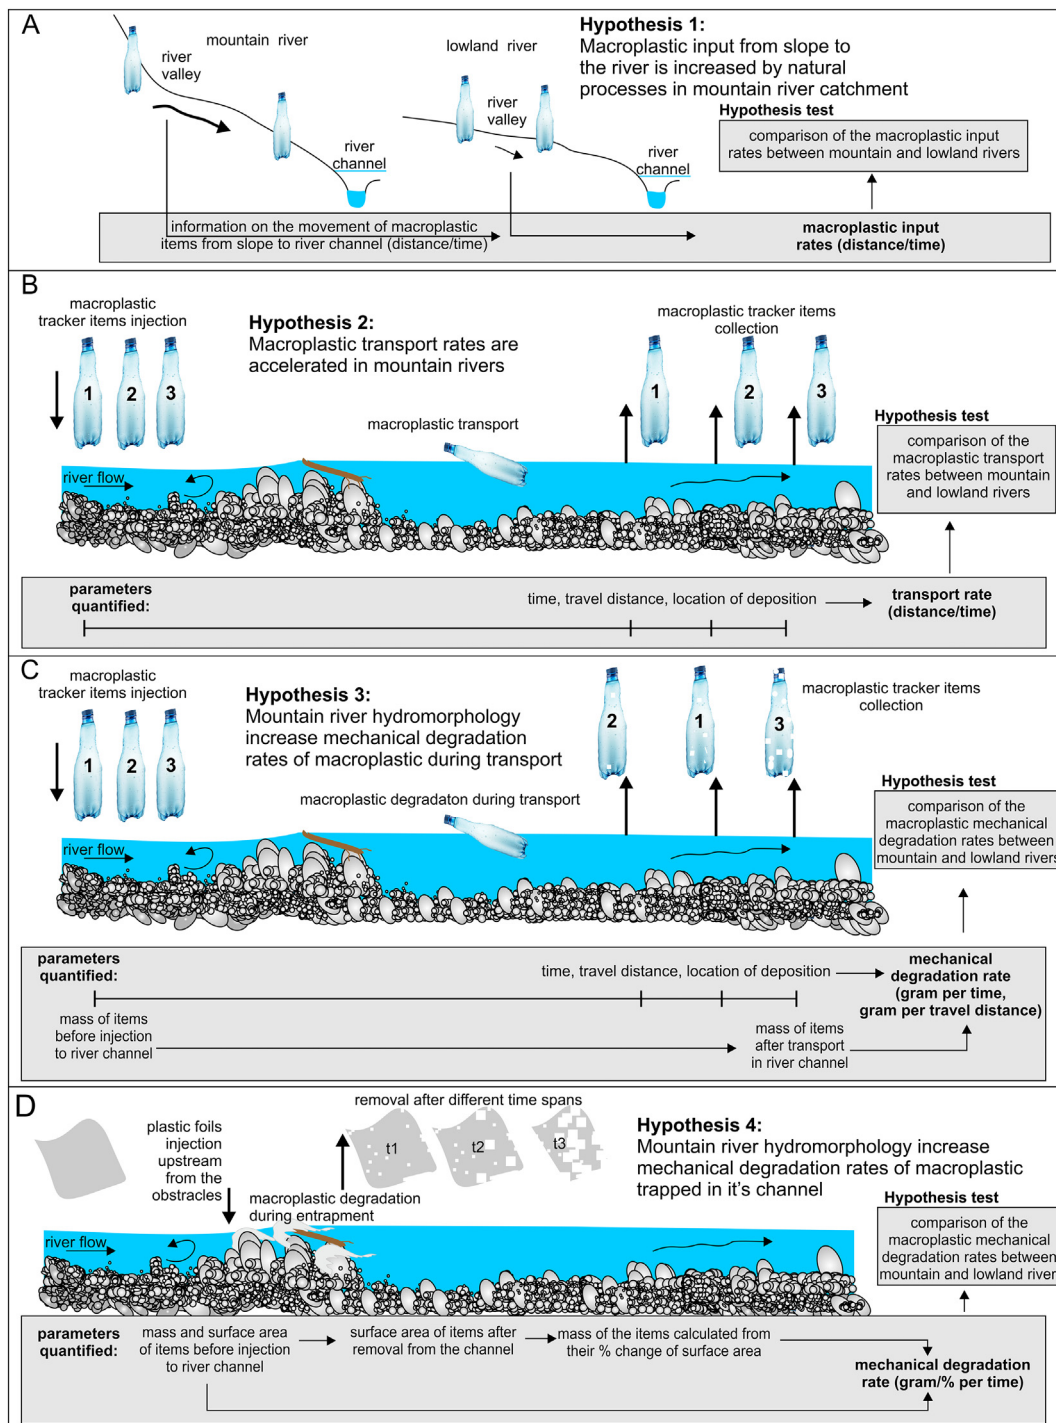 A
mountain river
river
valley
river
channel
lowland river
river
valley
river
channel
Hypothesis 1:
Macroplastic input from slope to
the river is increased by natural
processes in mountain river catchment
Hypothesis test
comparison of the macroplastic input
rates between mountain and lowland rivers
information on the movement of macroplastic
items from slope to river channel (distance/time)
macroplastic input
rates (distance/time)
B
macroplastic
tracker items injection
1 2 3
Hypothesis 2:
Macroplastic transport rates are
accelerated in mountain rivers
macroplastic transport
macroplastic tracker items
collection
1 2 3
river flow
Hypothesis test
comparison of the
macroplastic transport
rates between mountain
and lowland rivers
parameters
quantified:
time, travel distance, location of deposition
transport rate
(distance/time)
C
macroplastic
tracker items injection
1 2 3
Hypothesis 3:
Mountain river hydromorphology
increase mechanical degradation
rates of macroplastic during transport
macroplastic degradaton during transport
2 1 3
macroplastic tracker items
collection
river flow
Hypothesis test
comparison of the
macroplastic mechanical
degradation rates between
mountain and lowland rivers
parameters
quantified:
time, travel distance, location of deposition
mechanical
degradation rate
(gram per time,
gram per travel distance)
mass of items
before injection
to river channel
mass of items
after transport
in river channel
D
plastic foils
injection
upstream
from the
obstacles
removal after different time spans
t1 t2 t3
macroplastic degradation
during entrapment
Hypothesis 4:
Mountain river hydromorphology increase
mechanical degradation rates of macroplastic
trapped in it's channel
river flow
Hypothesis test
comparison of the
macroplastic mechanical
degradation rates between
mountain and lowland river
parameters
quantified:
mass and surface area
of items before injection
to river channel
surface area of items after
removal from the channel
mass of the items calculated from
their % change of surface area
mechanical degradation
rate (gram/% per time)